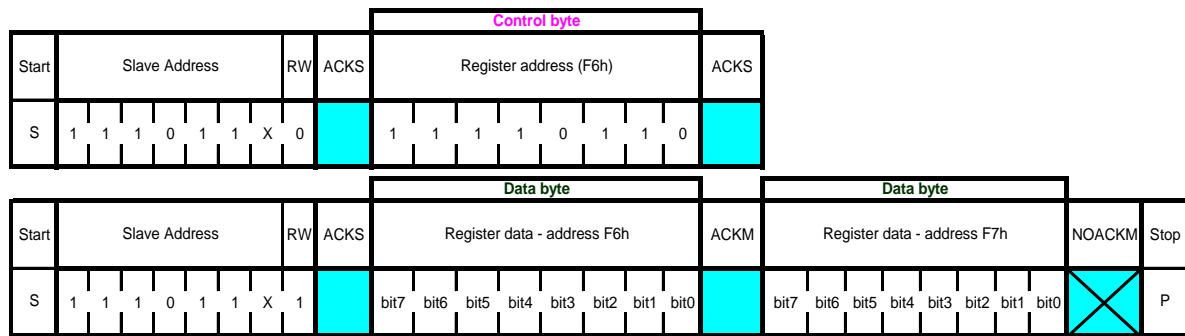 Control byte
Start Slave Address RW ACKS Register address (F6h) ACKS
S 1 1 1 0 1 1 X 0 1 1 1 1 0 1 1 0
Data byte Data byte
Start Slave Address RW ACKS Register data - address F6h ACKM Register data - address F7h NOACKM Stop
S 1 1 1 0 1 1 X 1 bit7 bit6 bit5 bit4 bit3 bit2 bit1 bit0 bit7 bit6 bit5 bit4 bit3 bit2 bit1 bit0 P